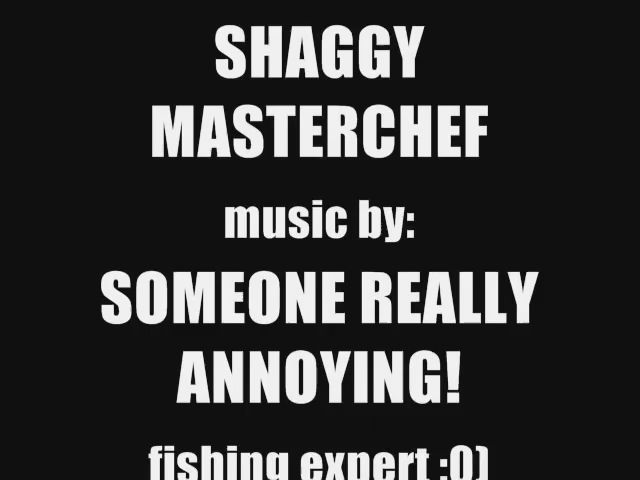 SHAGGY
MASTERCHEF
music by:
SOMEONE REALLY
ANNOYING!
fishing expert :0)